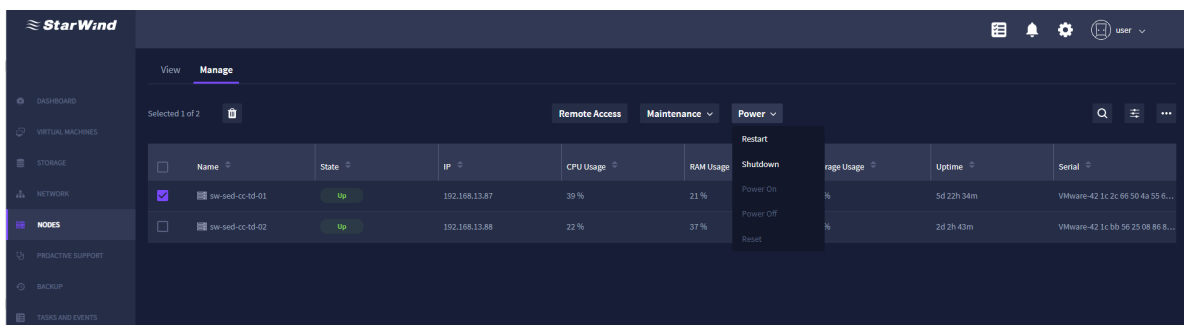 StarWind
user
View Manage
DASHBOARD
Selected 1 of 2 Remote Access Maintenance Power
VIRTUAL MACHINES
Restart
STORAGE
Name State IP CPU Usage RAM Usage Shutdown rage Usage Uptime Serial
NETWORK
sw-sed-cc-td-01 Up 192.168.13.87 39 % 21 % Power On % 5d 22h 34m VMware-42 1c 2c 66 50 4a 55 6...
Power Off
NODES
sw-sed-cc-td-02 Up 192.168.13.88 22 % 37 % % 2d 2h 43m VMware-42 1c bb 56 25 08 86 8...
Reset
PROACTIVE SUPPORT
BACKUP
TASKS AND EVENTS